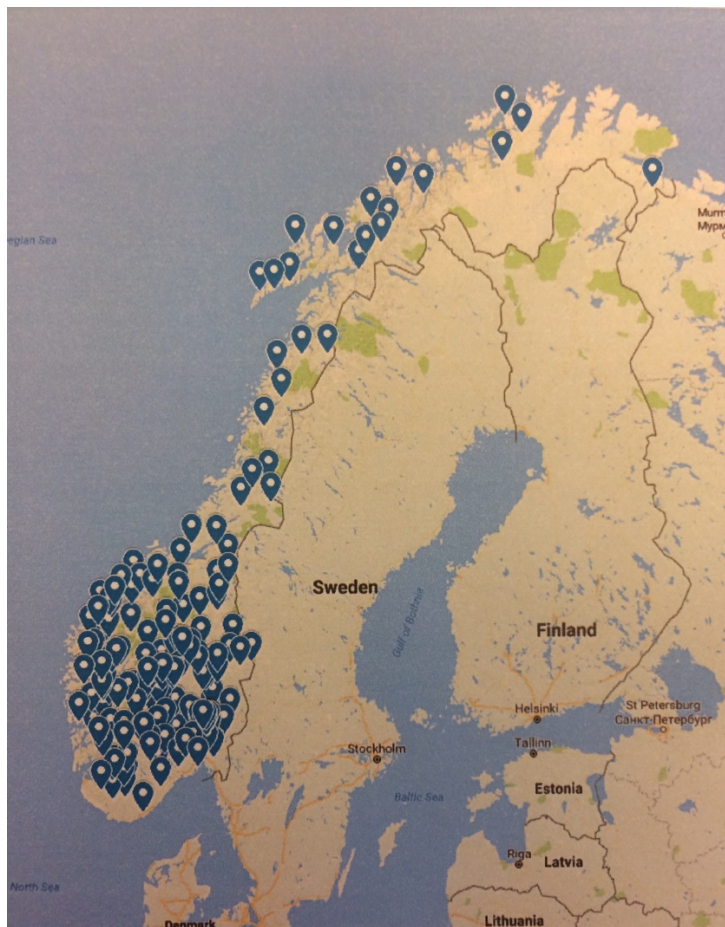 Murm
Мурм
egian Sea
Sweden
Gulf of Bothnia
Finland
Helsinki
St Petersburg
Санкт-Петербург
Stockholm
Tallinn
Baltic Sea
Estonia
Riga
Latvia
North Sea
Denmark
Lithuania